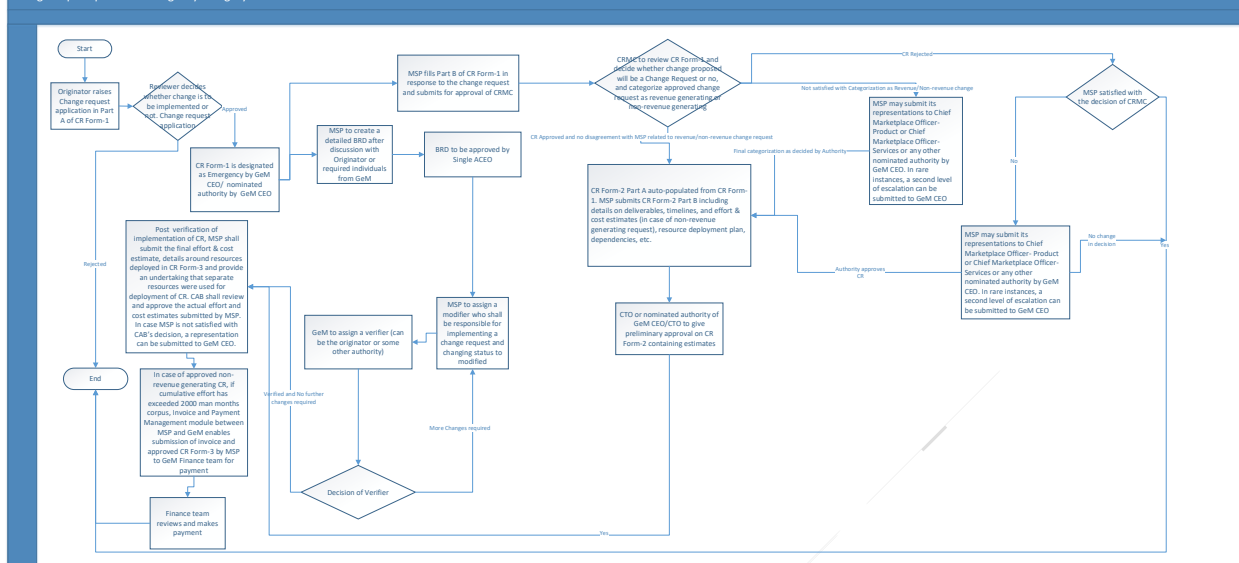 Start
Originator raises
Change request
application in Part
A of CR Form-1
Reviewer decides
whether change is to
be implemented or
not. Change request
application
Approved
Rejected
CR Form-1 is designated
as Emergency by GeM
CEO/ nominated
authority by GeM CEO
MSP fills Part B of CR Form-1 in
response to the change request
and submits for approval of CRMC
MSP to create a
detailed BRD after
discussion with
Originator or
required individuals
from GeM
BRD to be approved by
Single ACEO
CRMC to review CR Form-1 and
decide whether change proposed
will be a Change Request or no,
and categorize approved change
request as revenue generating or
non-revenue generating
CR Rejected
Not satisfied with Categorization as Revenue/Non-revenue change
CR Approved and no disagreement with MSP related to revenue/non-revenue change request
Final categorization as decided by Authority
MSP may submit its
representations to Chief
Marketplace Officer-
Product or Chief
Marketplace Officer-
Services or any other
nominated authority by
GeM CEO. In rare
instances, a second level
of escalation can be
submitted to GeM CEO
MSP satisfied with
the decision of CRMC
No
Yes
MSP may submit its
representations to Chief
Marketplace Officer- Product
or Chief Marketplace Officer-
Services or any other
nominated authority by GeM
CEO. In rare instances, a
second level of escalation can
be submitted to GeM CEO
No change
in decision
Authority approves
CR
CR Form-2 Part A auto-populated from CR Form-
1. MSP submits CR Form-2 Part B including
details on deliverables, timelines, and effort &
cost estimates (in case of non-revenue
generating request), resource deployment plan,
dependencies, etc.
CTO or nominated authority of
GeM CEO/CTO to give
preliminary approval on CR
Form-2 containing estimates
Yes
MSP to assign a
modifier who shall
be responsible for
implementing a
change request and
changing status to
modified
GeM to assign a verifier (can
be the originator or some
other authority)
Decision of Verifier
More Changes required
Verified and No further
changes required
Post verification of
implementation of CR, MSP shall
submit the final effort & cost
estimate, details around resources
deployed in CR Form-3 and provide
an undertaking that separate
resources were used for
deployment of CR. CAB shall review
and approve the actual effort and
cost estimates submitted by MSP.
In case MSP is not satisfied with
CAB's decision, a representation
can be submitted to GeM CEO.
In case of approved non-
revenue generating CR, if
cumulative effort has
exceeded 2000 man months
corpus, Invoice and Payment
Management module between
MSP and GeM enables
submission of invoice and
approved CR Form-3 by MSP
to GeM Finance team for
payment
Finance team
reviews and makes
payment
End